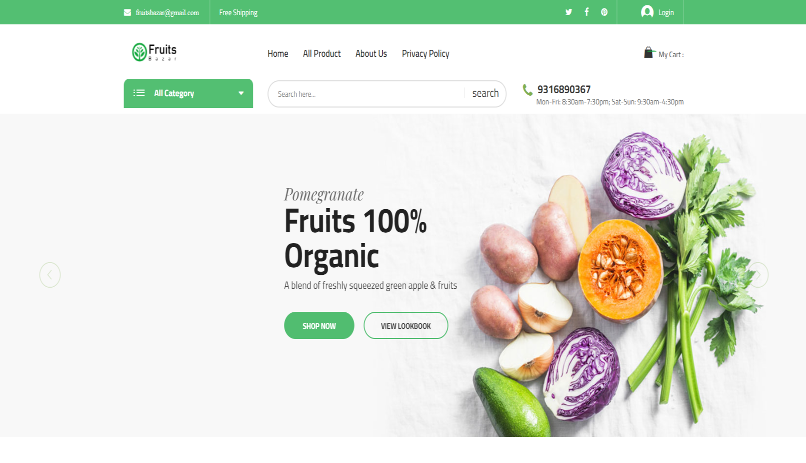 fruitsbazar@gmail.com
Free Shipping
Login
Fruits
Bazar
Home
All Product
About Us
Privacy Policy
My Cart :
All Category
Search here...
search
9316890367
Mon-Fri: 8:30am- 7:30pm; Sat-Sun: 9:30am-4:30pm
Pomegranate
Fruits 100%
Organic
A blend of freshly squeezed green apple & fruits
SHOP NOW
VIEW LOOKBOOK